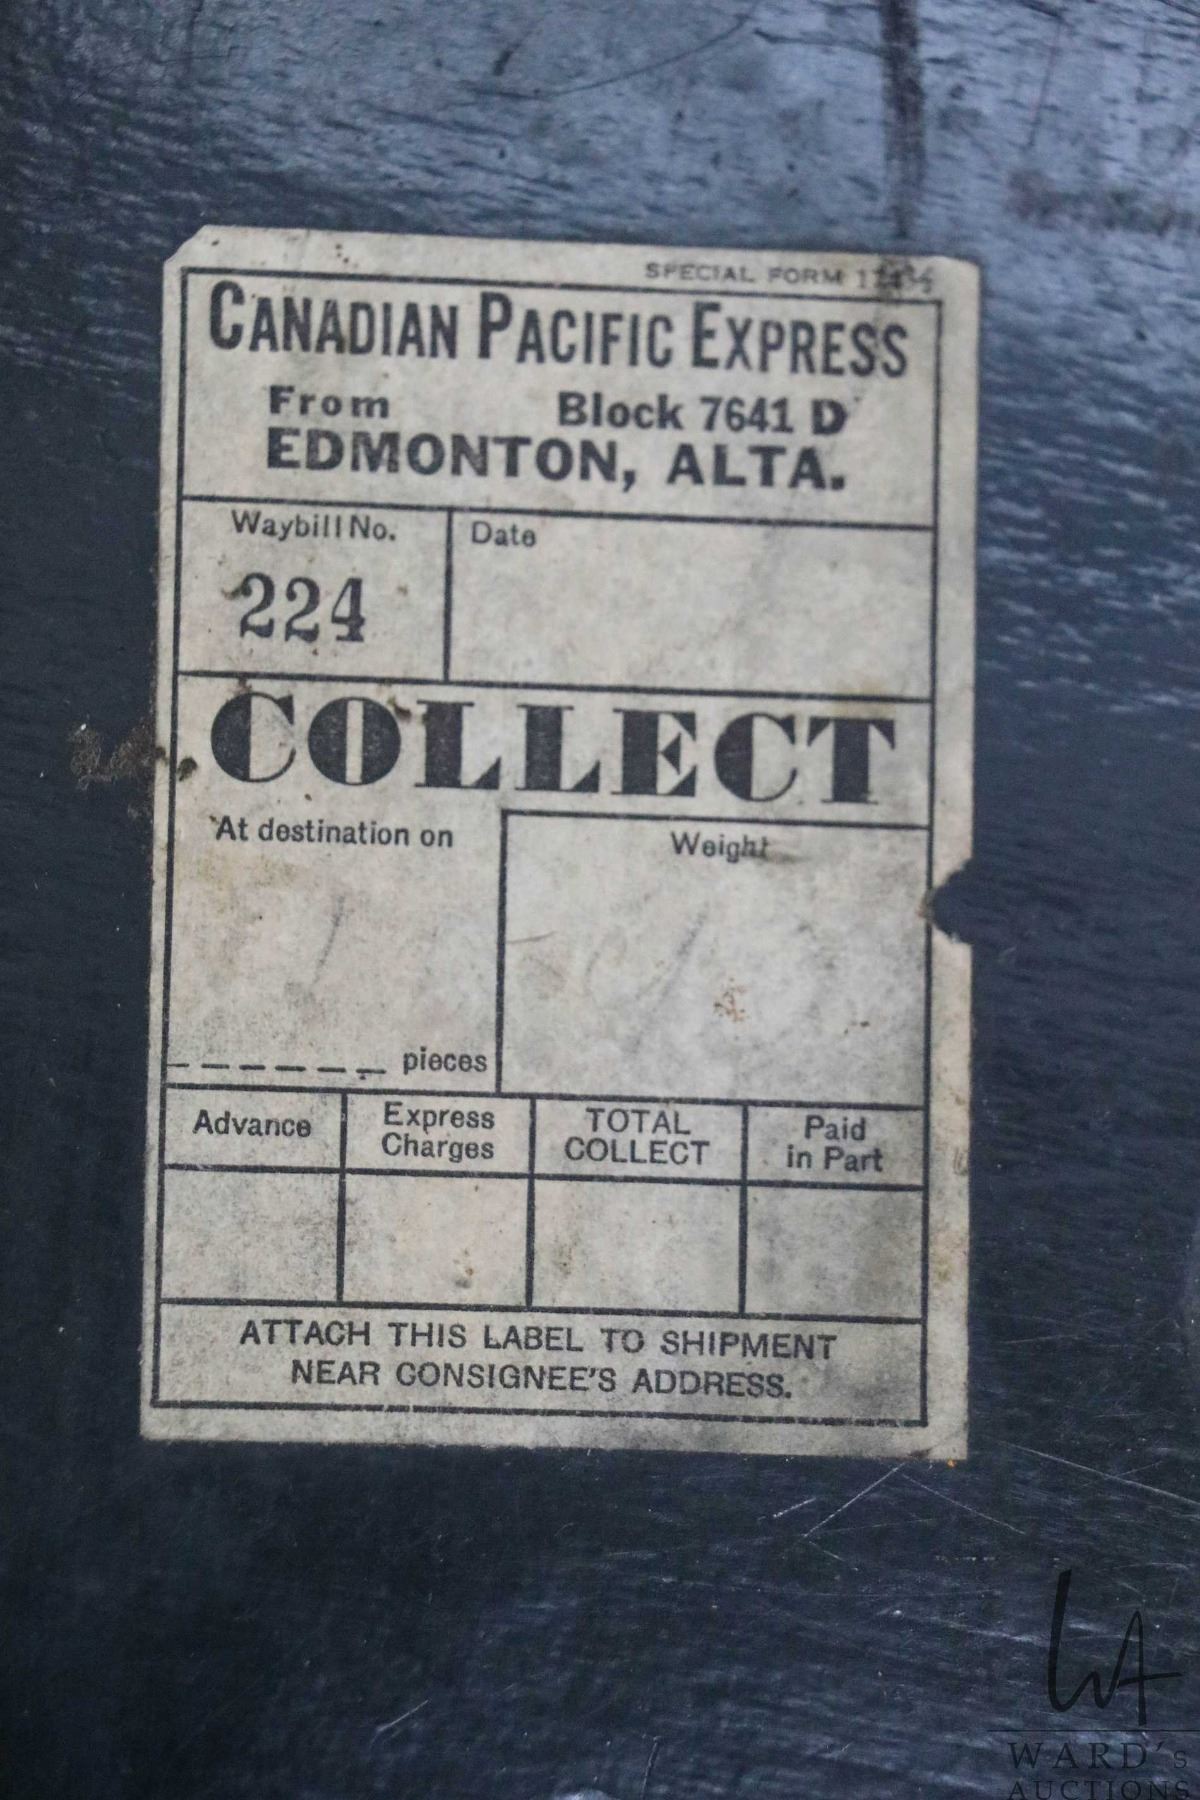 SPECIAL FORM
CANADIAN PACIFIC EXPRESS
From Block 7641 D
EDMONTON, ALTA.
Waybill No. Date
224
COLLECT
At destination on Weight
pieces
Advance Express Charges TOTAL COLLECT Paid in Part
ATTACH THIS LABEL TO SHIPMENT
NEAR CONSIGNEE'S ADDRESS.
WA
WARD's
AUCTIONS